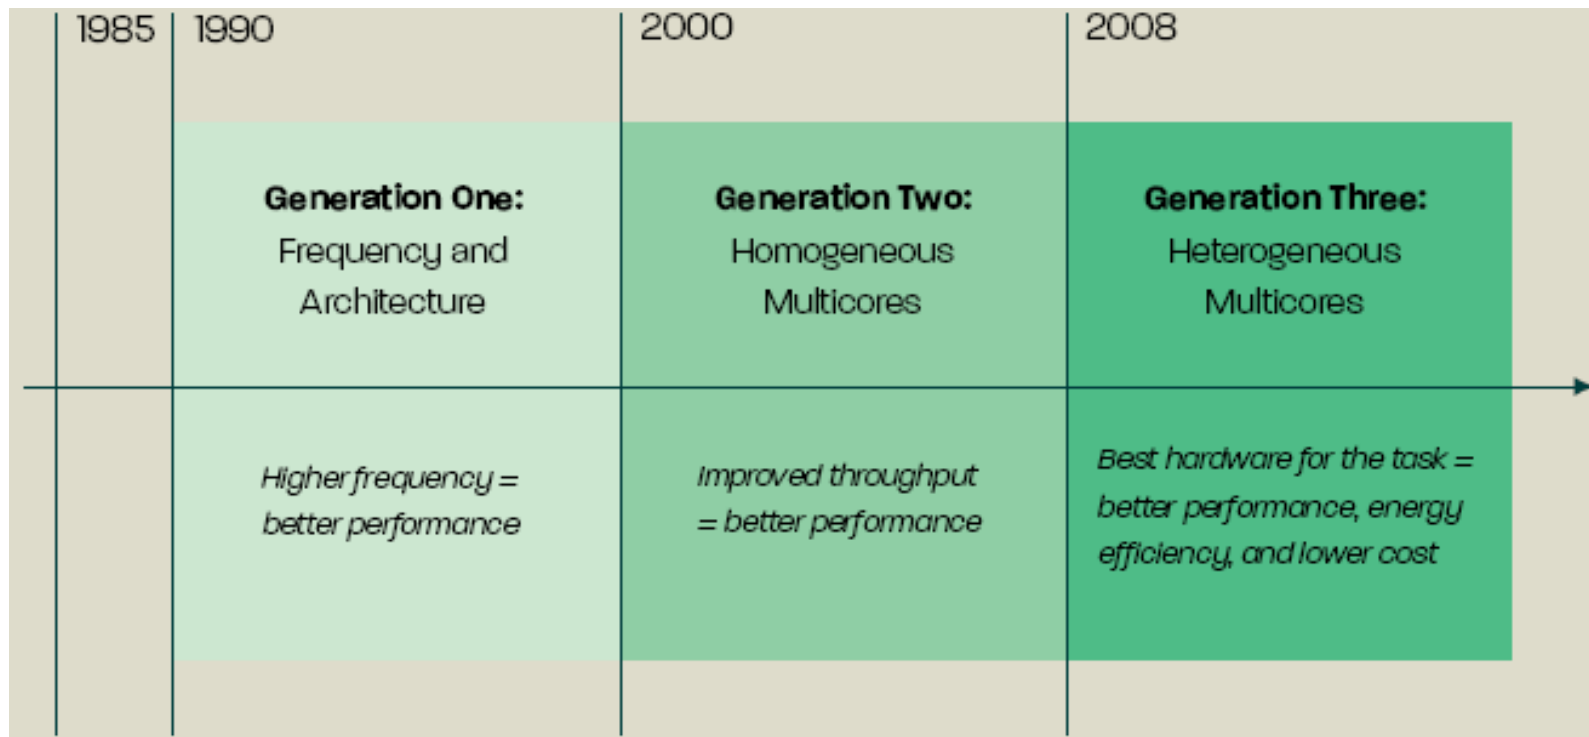 1985
1990
2000
2008
Generation One:
Frequency and
Architecture
Generation Two:
Homogeneous
Multicores
Generation Three:
Heterogeneous
Multicores
Higher frequency =
better performance
Improved throughput
= better performance
Best hardware for the task =
better performance, energy
efficiency, and lower cost